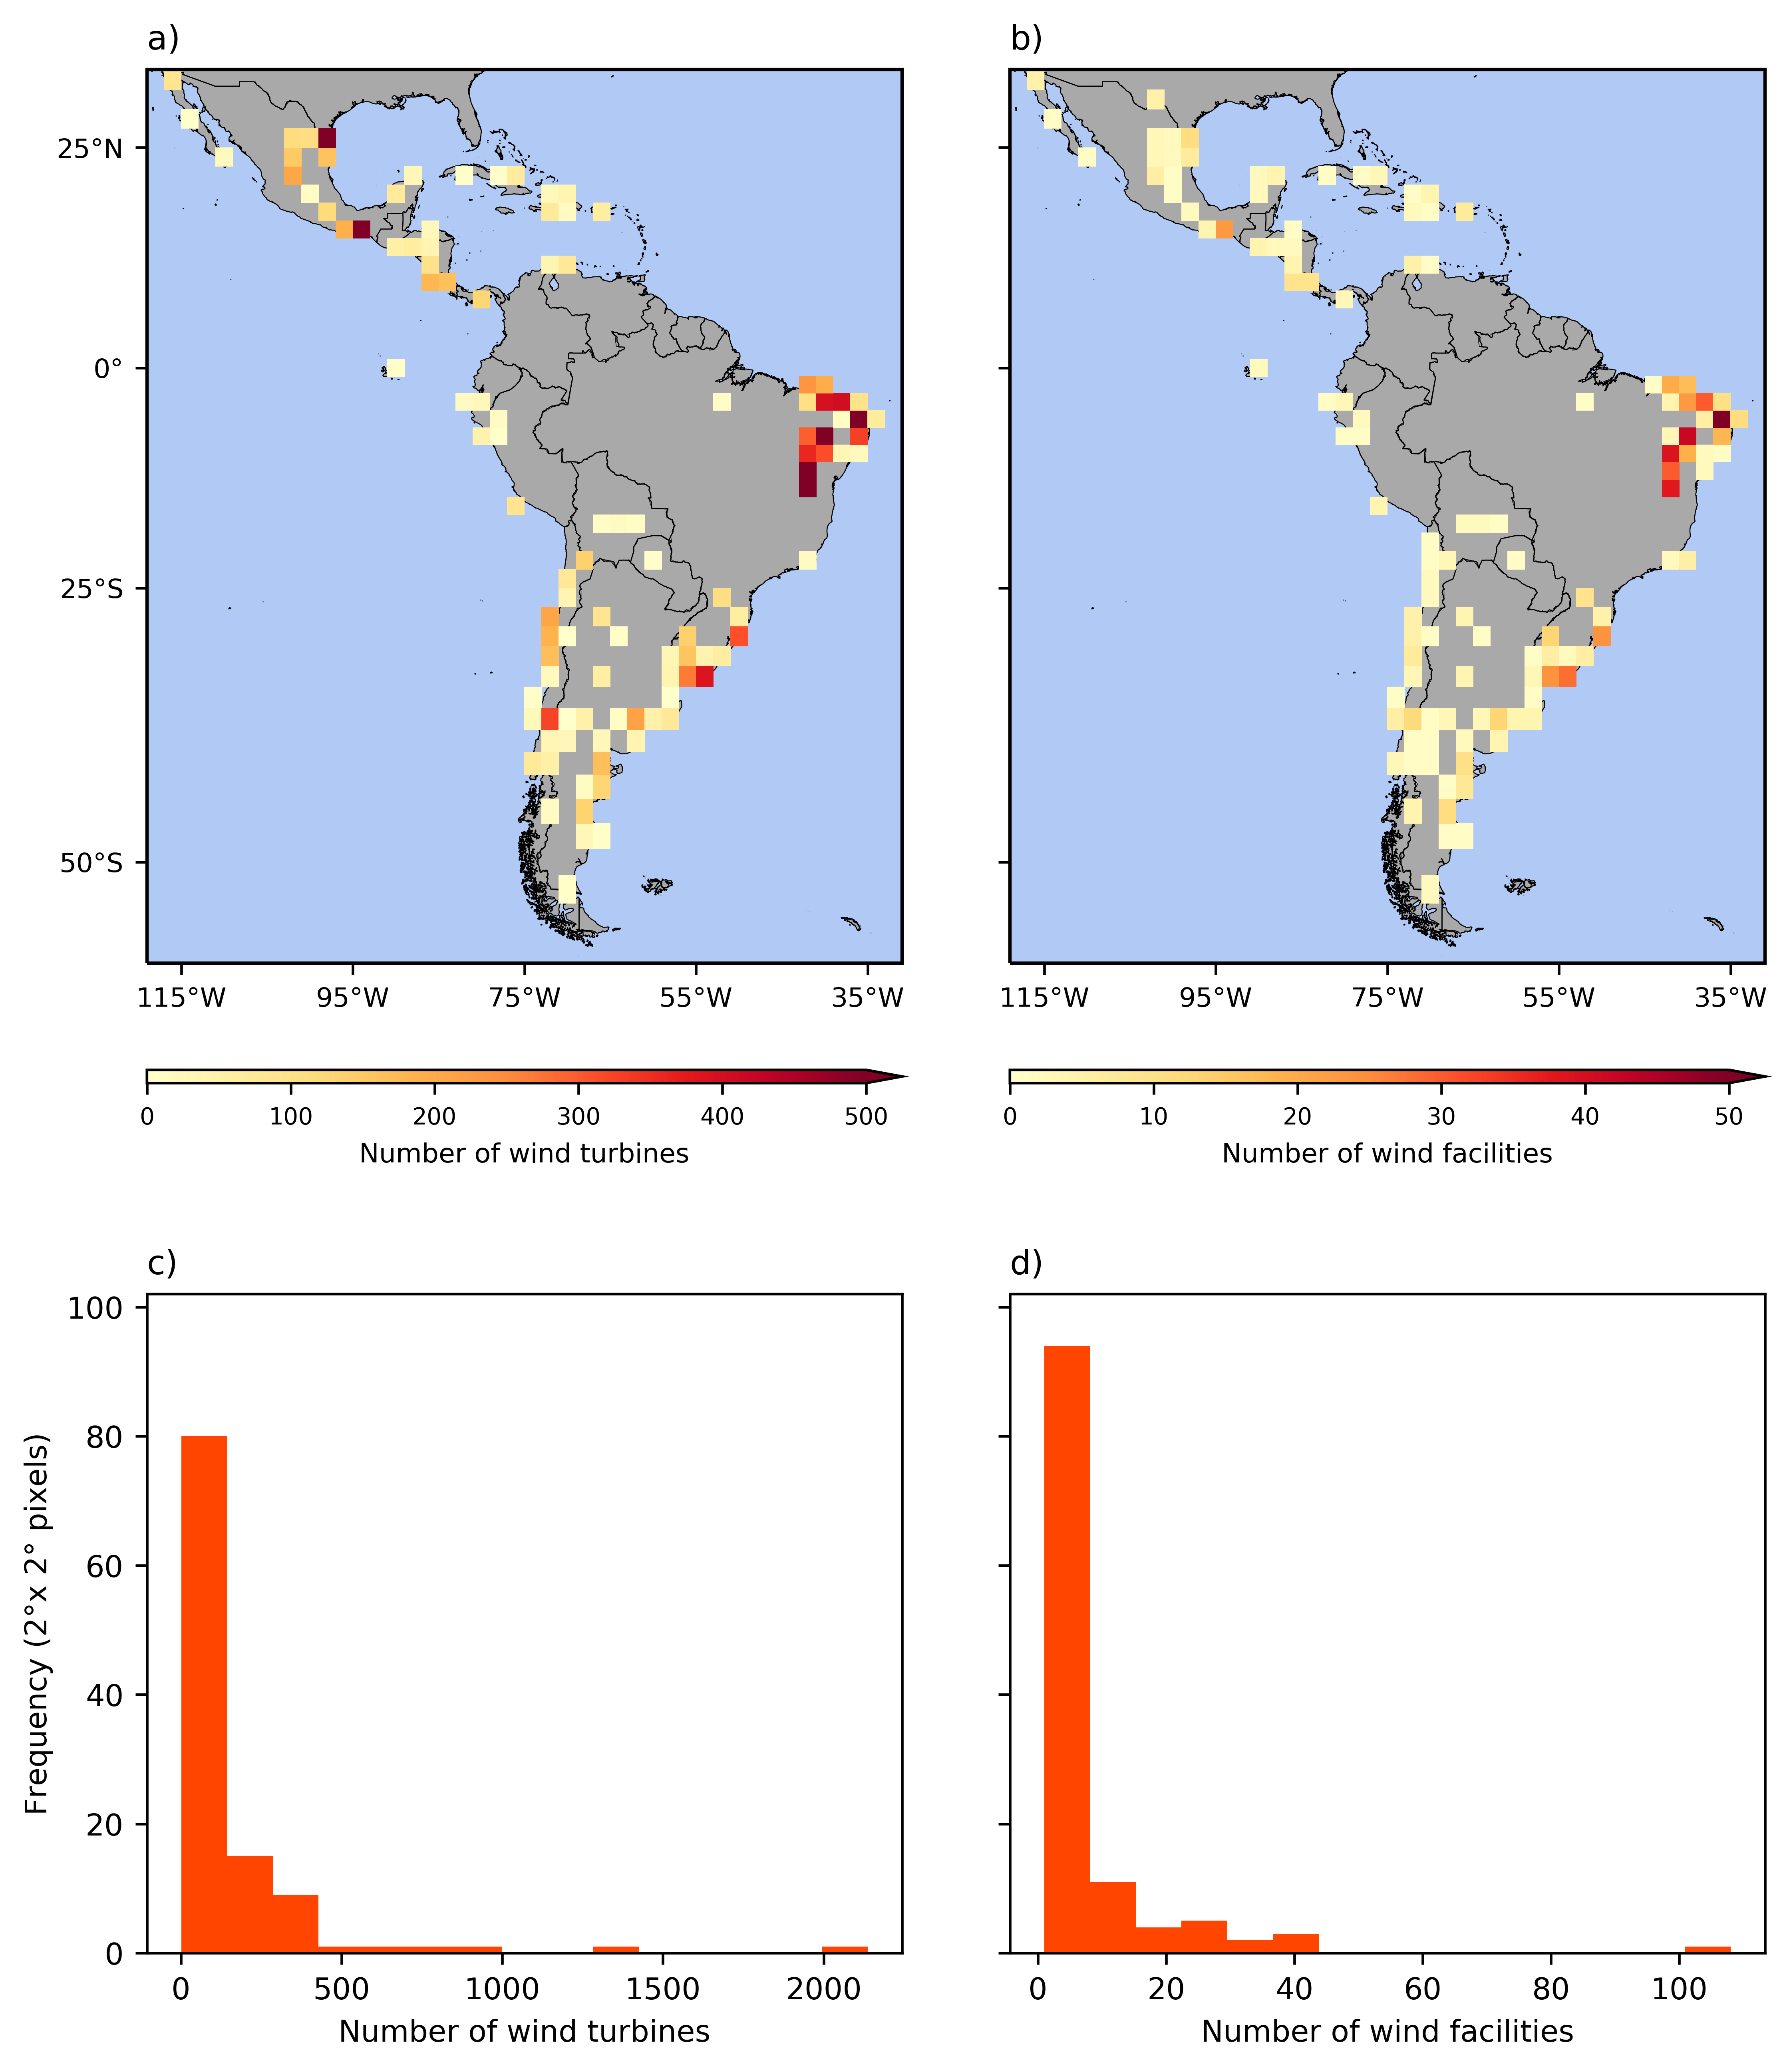 a)
b)
25°N
0°
25°S
50°S
115°W 95°W 75°W 55°W 35°W
115°W 95°W 75°W 55°W 35°W
0 100 200 300 400 500
Number of wind turbines
0 10 20 30 40 50
Number of wind facilities
c)
d)
Frequency (2°x 2° pixels)
100
80
60
40
20
0
0 500 1000 1500 2000
Number of wind turbines
0 20 40 60 80 100
Number of wind facilities